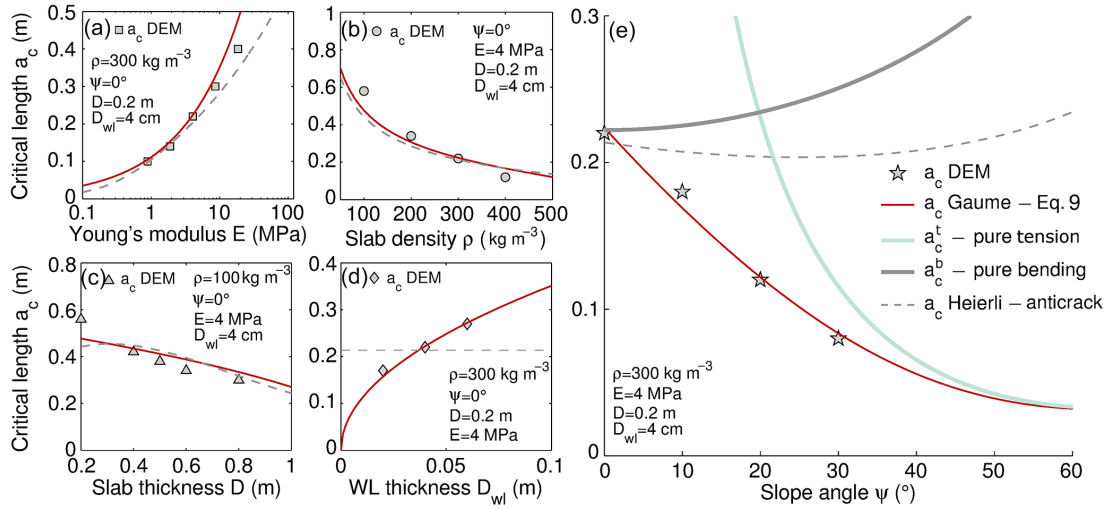 (a)
a_c DEM
ρ=300 kg m⁻³
ψ=0°
D=0.2 m
D_wl=4 cm
Critical length a_c (m)
0.5
0.4
0.3
0.2
0.1
0
0.1
1
10
100
Young's modulus E (MPa)
(b)
a_c DEM
ψ=0°
E=4 MPa
D=0.2 m
D_wl=4 cm
1
0.8
0.6
0.4
0.2
0
100
200
300
400
500
Slab density ρ (kg m⁻³)
(c)
a_c DEM
ρ=100kg m⁻³
ψ=0°
E=4 MPa
D_wl=4 cm
Critical length a_c (m)
0.8
0.6
0.4
0.2
0
0.2
0.4
0.6
0.8
1
Slab thickness D (m)
(d)
a_c DEM
ρ=300 kg m⁻³
ψ=0°
D=0.2 m
E=4 MPa
0.4
0.3
0.2
0.1
0
0
0.05
0.1
WL thickness D_wl (m)
(e)
a_c DEM
a_c Gaume – Eq. 9
a_c^t – pure tension
a_c^b – pure bending
a_c Heierli – anticrack
ρ=300 kg m⁻³
E=4 MPa
D=0.2 m
D_wl=4 cm
0.2
0.1
0
0
10
20
30
40
50
60
Slope angle ψ (°)